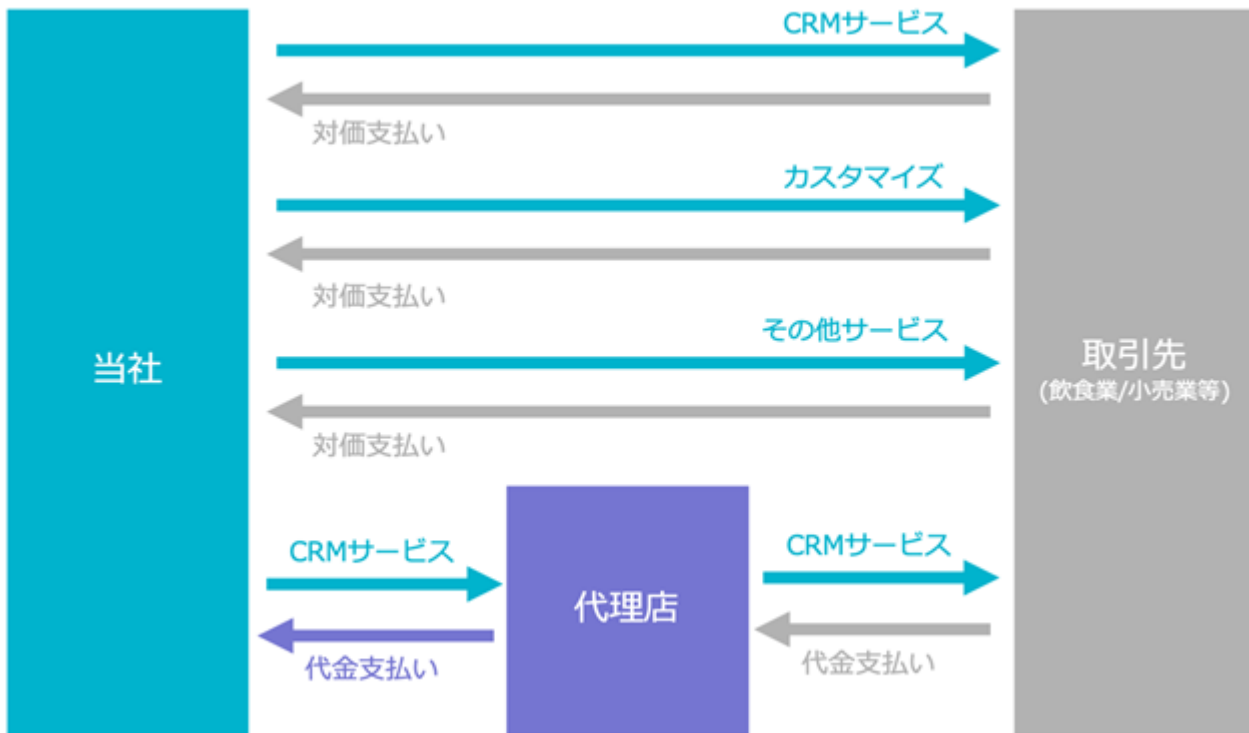 CRMサービス
対価支払い
カスタマイズ
対価支払い
その他サービス
当社
取引先
(飲食業/小売業等)
対価支払い
CRMサービス
CRMサービス
代理店
代金支払い
代金支払い